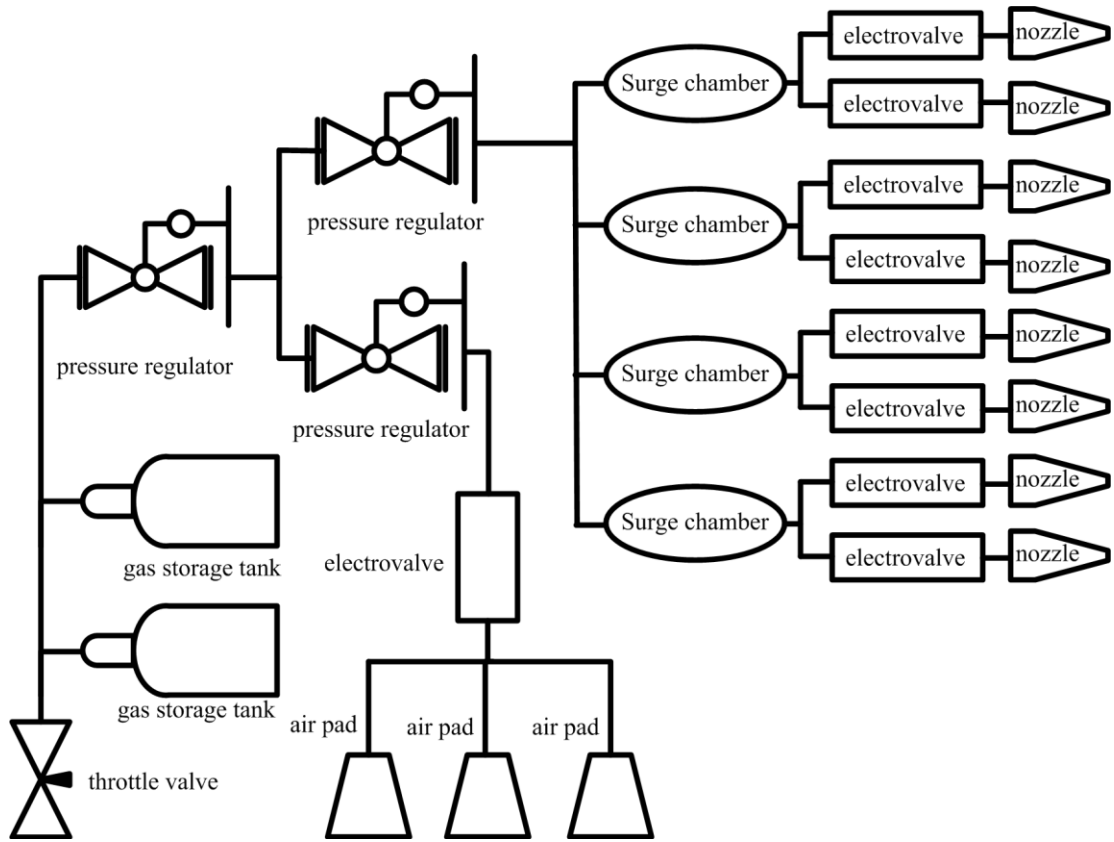 electrovalve
nozzle
Surge chamber
electrovalve
nozzle
pressure regulator
electrovalve
nozzle
Surge chamber
electrovalve
nozzle
pressure regulator
electrovalve
nozzle
Surge chamber
electrovalve
nozzle
pressure regulator
electrovalve
nozzle
Surge chamber
electrovalve
nozzle
gas storage tank
electrovalve
gas storage tank
air pad
air pad
air pad
throttle valve